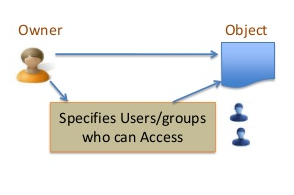 Owner
Object
Specifies Users/groups
who can Access